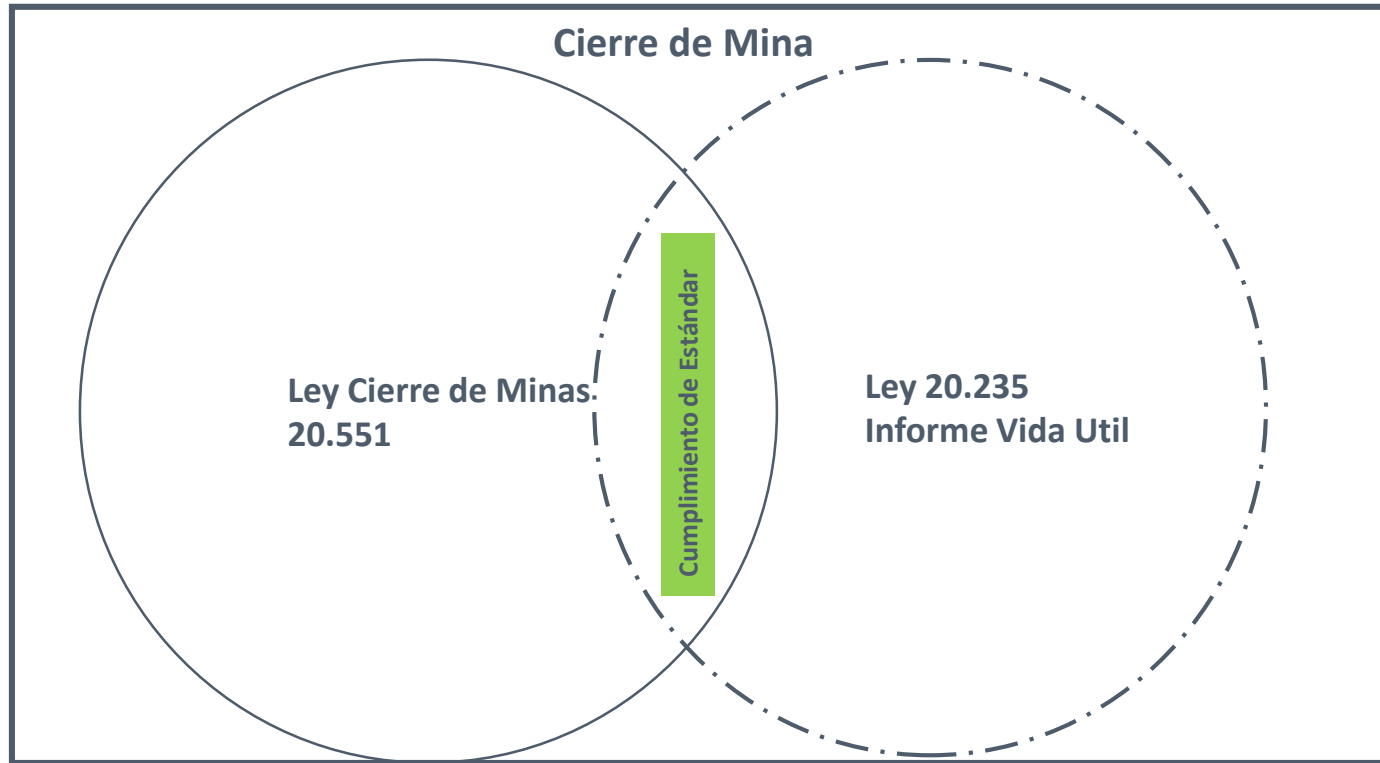 Cierre de Mina
Ley Cierre de Minas
20.551
Cumplimiento de Estándar
Ley 20.235
Informe Vida Util